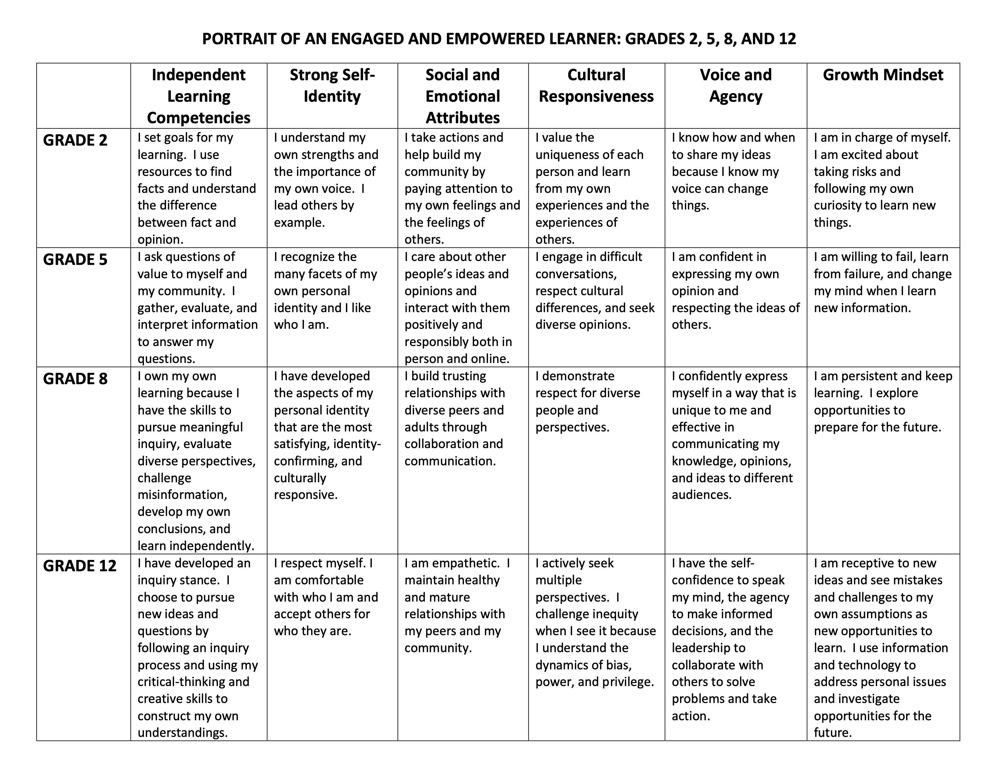 PORTRAIT OF AN ENGAGED AND EMPOWERED LEARNER: GRADES 2, 5, 8, AND 12
Independent
Learning
Competencies
Strong Self-
Identity
Social and
Emotional
Attributes
Cultural
Responsiveness
Voice and
Agency
Growth Mindset
GRADE 2
I set goals for my
learning.  I use
resources to find
facts and understand
the difference
between fact and
opinion.
I understand my
own strengths and
the importance of
my own voice.  I
lead others by
example.
I take actions and
help build my
community by
paying attention to
my own feelings and
the feelings of
others.
I value the
uniqueness of each
person and learn
from my own
experiences and the
experiences of
others.
I know how and when
to share my ideas
because I know my
voice can change
things.
I am in charge of myself.
I am excited about
taking risks and
following my own
curiosity to learn new
things.
GRADE 5
I ask questions of
value to myself and
my community.  I
gather, evaluate, and
interpret information
to answer my
questions.
I recognize the
many facets of my
own personal
identity and I like
who I am.
I care about other
people’s ideas and
opinions and
interact with them
positively and
responsibly both in
person and online.
I engage in difficult
conversations,
respect cultural
differences, and seek
diverse opinions.
I am confident in
expressing my own
opinion and
respecting the ideas of
others.
I am willing to fail, learn
from failure, and change
my mind when I learn
new information.
GRADE 8
I own my own
learning because I
have the skills to
pursue meaningful
inquiry, evaluate
diverse perspectives,
challenge
misinformation,
develop my own
conclusions, and
learn independently.
I have developed
the aspects of my
personal identity
that are the most
satisfying, identity-
confirming, and
culturally
responsive.
I build trusting
relationships with
diverse peers and
adults through
collaboration and
communication.
I demonstrate
respect for diverse
people and
perspectives.
I confidently express
myself in a way that is
unique to me and
effective in
communicating my
knowledge, opinions,
and ideas to different
audiences.
I am persistent and keep
learning.  I explore
opportunities to
prepare for the future.
GRADE 12
I have developed an
inquiry stance.  I
choose to pursue
new ideas and
questions by
following an inquiry
process and using my
critical-thinking and
creative skills to
construct my own
understandings.
I respect myself. I
am comfortable
with who I am and
accept others for
who they are.
I am empathetic.  I
maintain healthy
and mature
relationships with
my peers and my
community.
I actively seek
multiple
perspectives.  I
challenge inequity
when I see it because
I understand the
dynamics of bias,
power, and privilege.
I have the self-
confidence to speak
my mind, the agency
to make informed
decisions, and the
leadership to
collaborate with
others to solve
problems and take
action.
I am receptive to new
ideas and see mistakes
and challenges to my
own assumptions as
new opportunities to
learn.  I use information
and technology to
address personal issues
and investigate
opportunities for the
future.